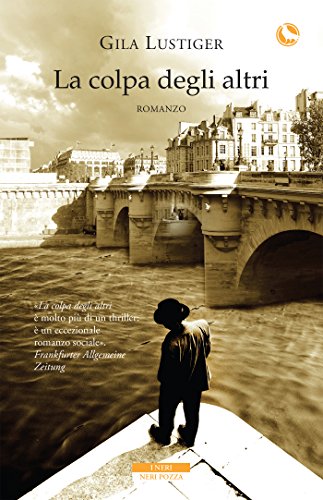 GILA LUSTIGER
La colpa degli altri
ROMANZO
«La colpa degli altri
è molto più di un thriller:
è un eccezionale
romanzo sociale».
Frankfurter Allgemeine
Zeitung
I NERI
NERI POZZA